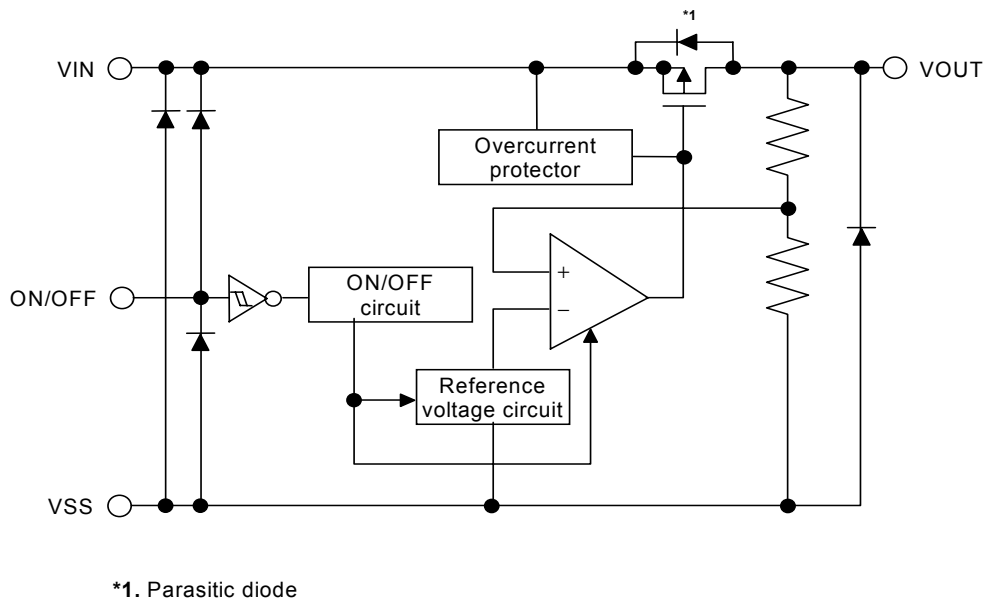 *1
VIN
VOUT
Overcurrent
protector
+
ON/OFF
ON/OFF
circuit
−
Reference
voltage circuit
VSS
*1. Parasitic diode